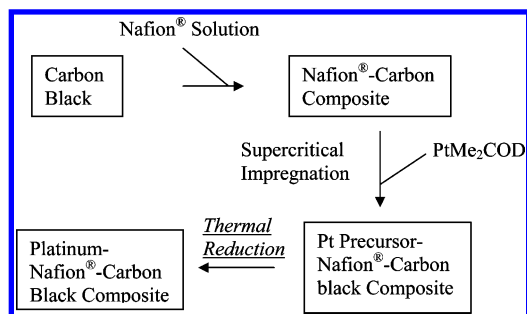 Nafion® Solution
Carbon
Black
Nafion®-Carbon
Composite
Supercritical
Impregnation
PtMe₂COD
Thermal
Reduction
Platinum-
Nafion®-Carbon
Black Composite
Pt Precursor-
Nafion®-Carbon
black Composite